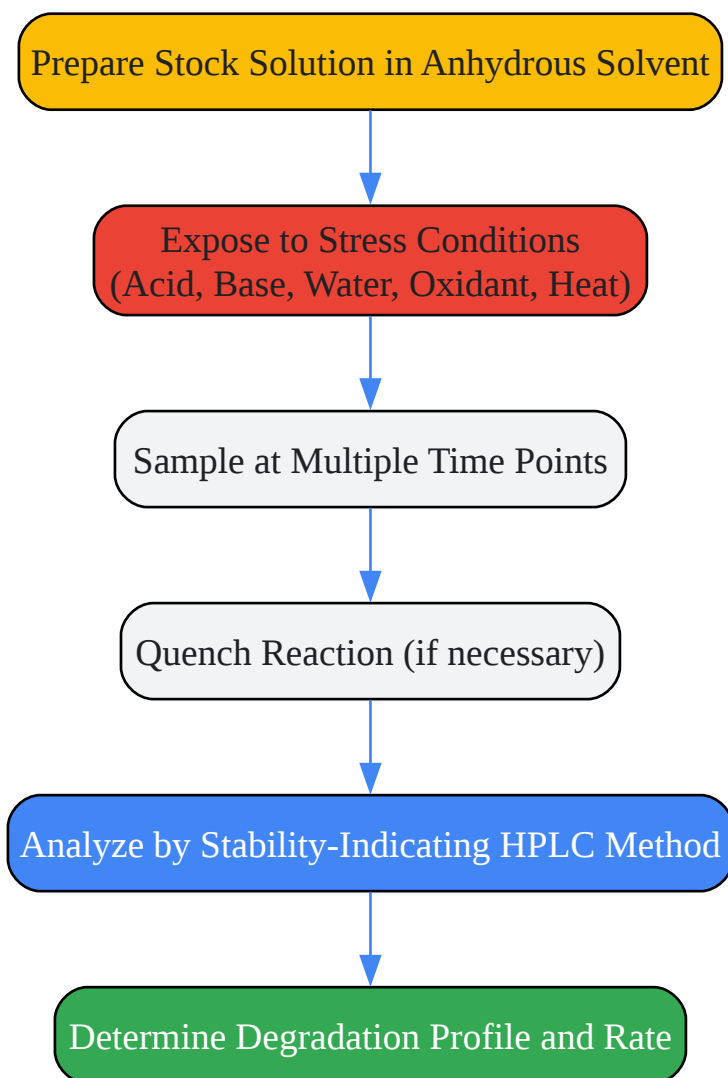 Prepare Stock Solution in Anhydrous Solvent
Expose to Stress Conditions
(Acid, Base, Water, Oxidant, Heat)
Sample at Multiple Time Points
Quench Reaction (if necessary)
Analyze by Stability-Indicating HPLC Method
Determine Degradation Profile and Rate